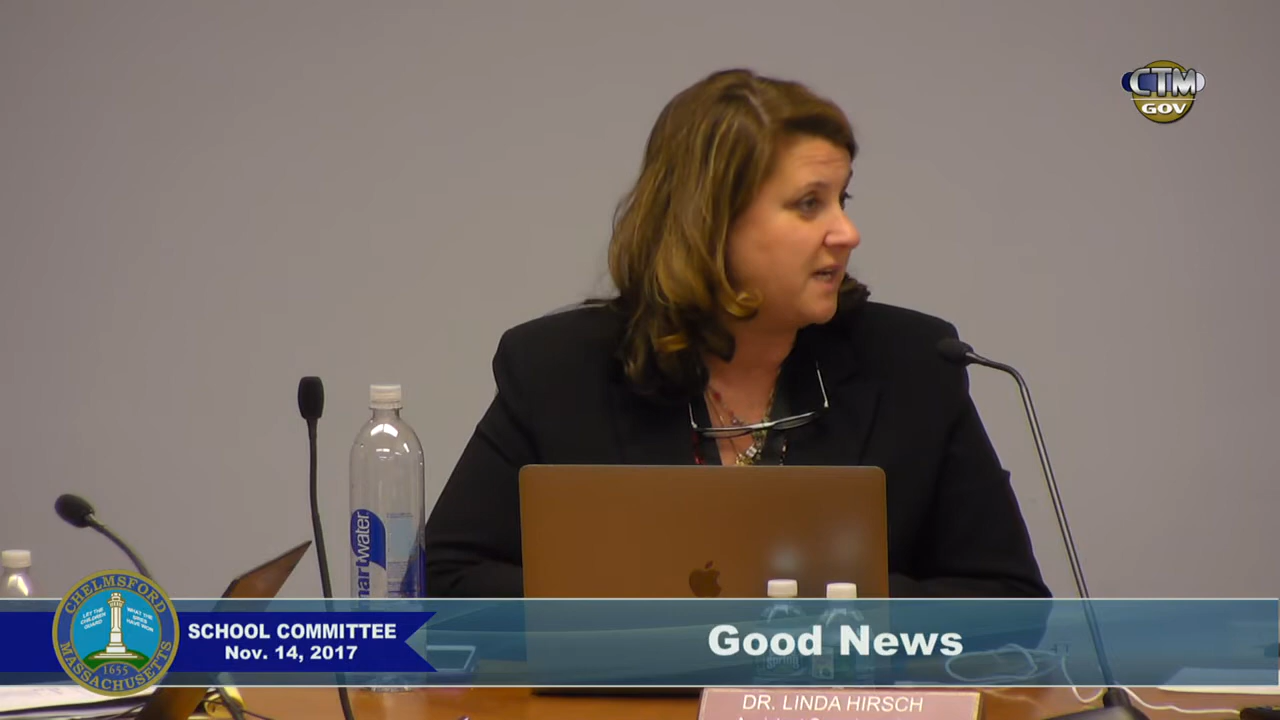 CTM
GOV
smartwater
CHELMSFORD
LET THE CHILDREN GUARD
WHAT THE SIRES HAVE WON
1655
MASSACHUSETTS
SCHOOL COMMITTEE
Nov. 14, 2017
Good News
DR. LINDA HIRSCH